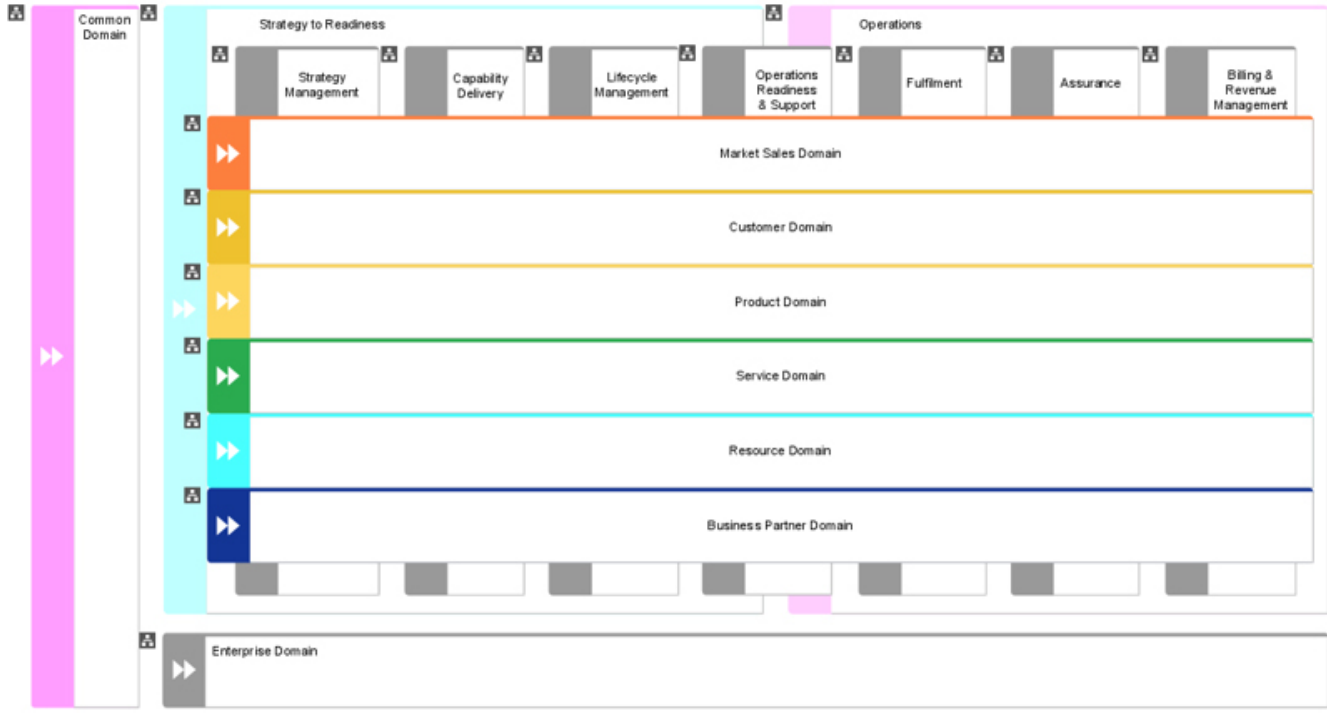 Common
Domain
Strategy to Readiness
Operations
Strategy
Management
Capability
Delivery
Lifecycle
Management
Operations
Readiness
& Support
Fulfilment
Assurance
Billing &
Revenue
Management
Market Sales Domain
Customer Domain
Product Domain
Service Domain
Resource Domain
Business Partner Domain
Enterprise Domain